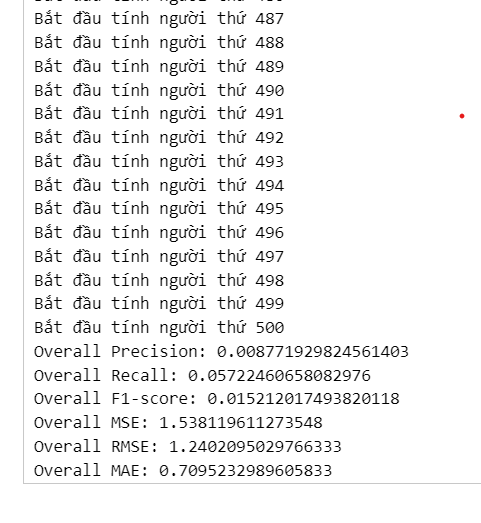 Bắt đầu tính người thứ 487
Bắt đầu tính người thứ 488
Bắt đầu tính người thứ 489
Bắt đầu tính người thứ 490
Bắt đầu tính người thứ 491
Bắt đầu tính người thứ 492
Bắt đầu tính người thứ 493
Bắt đầu tính người thứ 494
Bắt đầu tính người thứ 495
Bắt đầu tính người thứ 496
Bắt đầu tính người thứ 497
Bắt đầu tính người thứ 498
Bắt đầu tính người thứ 499
Bắt đầu tính người thứ 500
Overall Precision: 0.008771929824561403
Overall Recall: 0.05722460658082976
Overall F1-score: 0.015212017493820118
Overall MSE: 1.538119611273548
Overall RMSE: 1.2402095029766333
Overall MAE: 0.7095232989605833